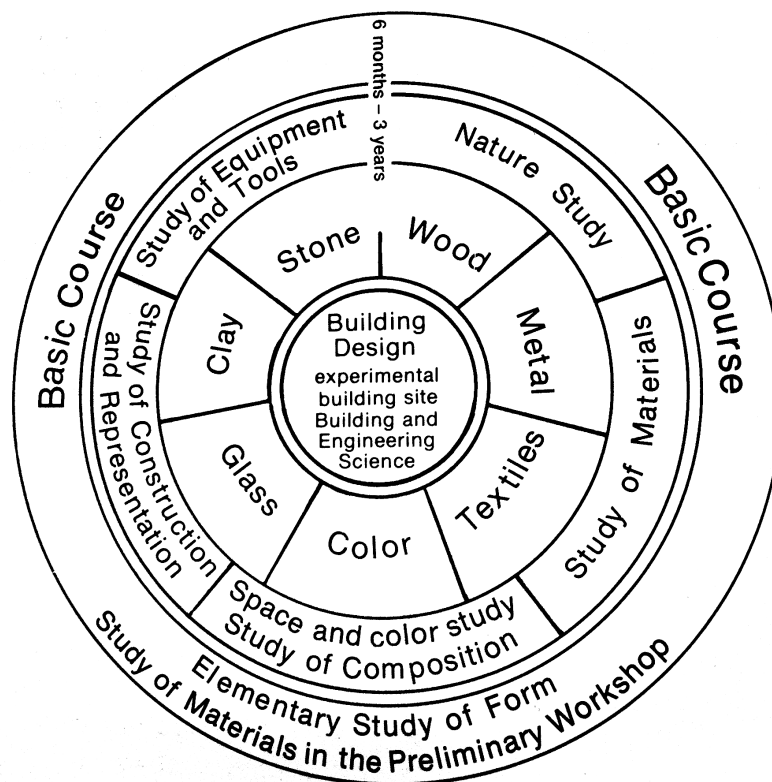 6 months – 3 years
Basic Course
Basic Course
Elementary Study of Form
Study of Materials in the Preliminary Workshop
Study of Equipment
and Tools
Nature Study
Study of Materials
Space and color study
Study of Composition
Study of Construction
and Representation
Stone
Wood
Metal
Textiles
Color
Glass
Clay
Building
Design
experimental
building site
Building and
Engineering
Science